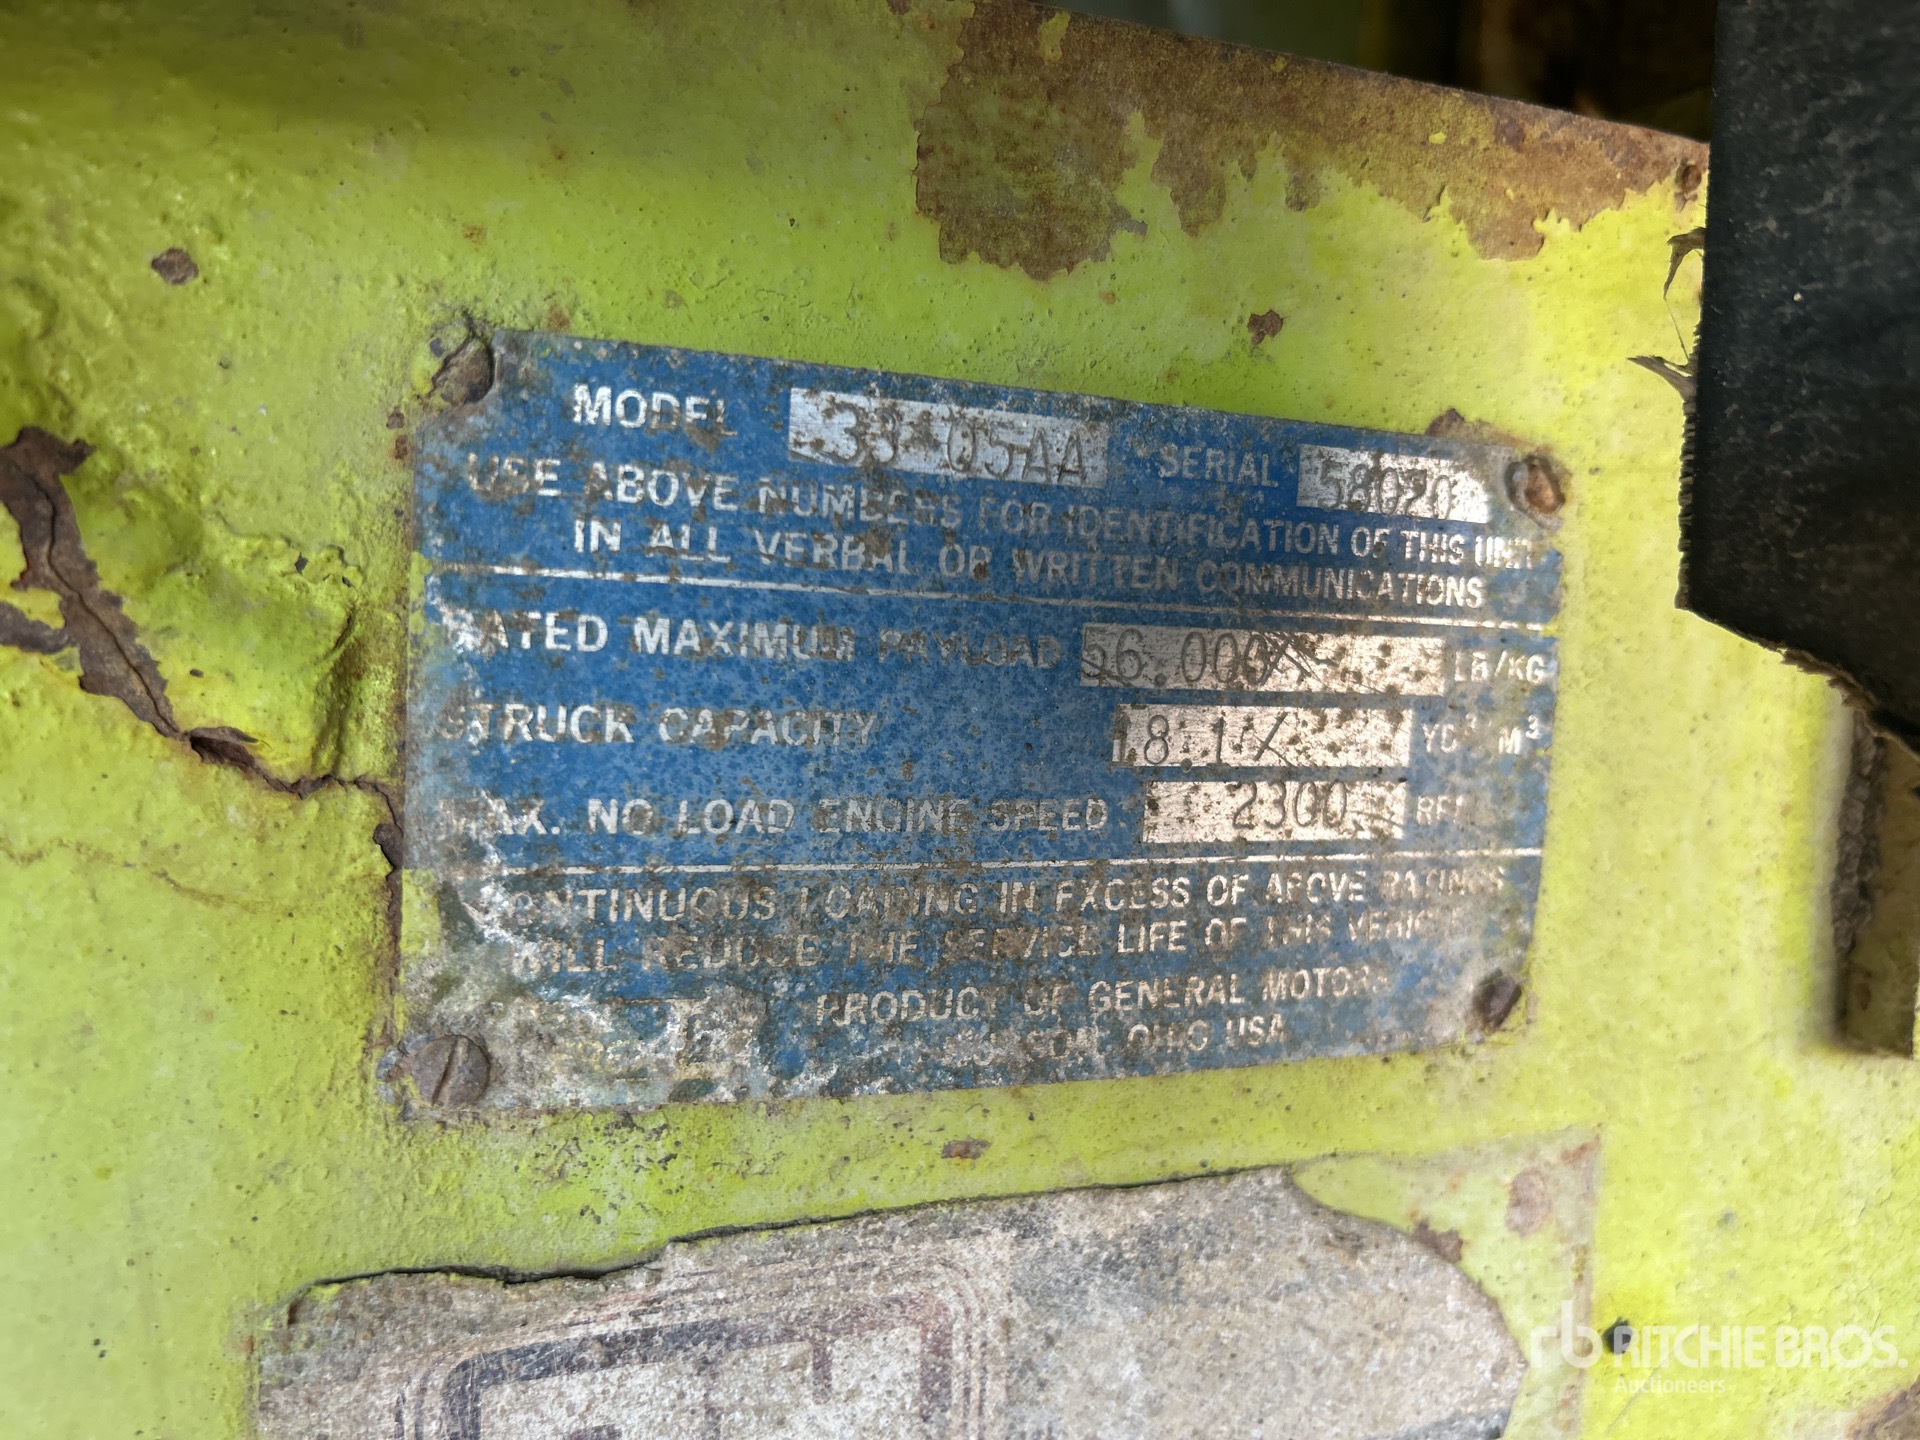 MODEL 33-05AA SERIAL 58020
USE ABOVE NUMBERS FOR IDENTIFICATION OF THIS UNIT
IN ALL VERBAL OR WRITTEN COMMUNICATIONS
RATED MAXIMUM PAYLOAD 56.000 LB/KG
STRUCK CAPACITY 18.1/ YD³ M³
MAX. NO LOAD ENGINE SPEED 2300 RPM
CONTINUOUS LOADING IN EXCESS OF ABOVE RATINGS
WILL REDUCE THE SERVICE LIFE OF THIS VEHICLE
PRODUCT OF GENERAL MOTORS
HUDSON, OHIO USA
rb RITCHIE BROS.
Auctioneers